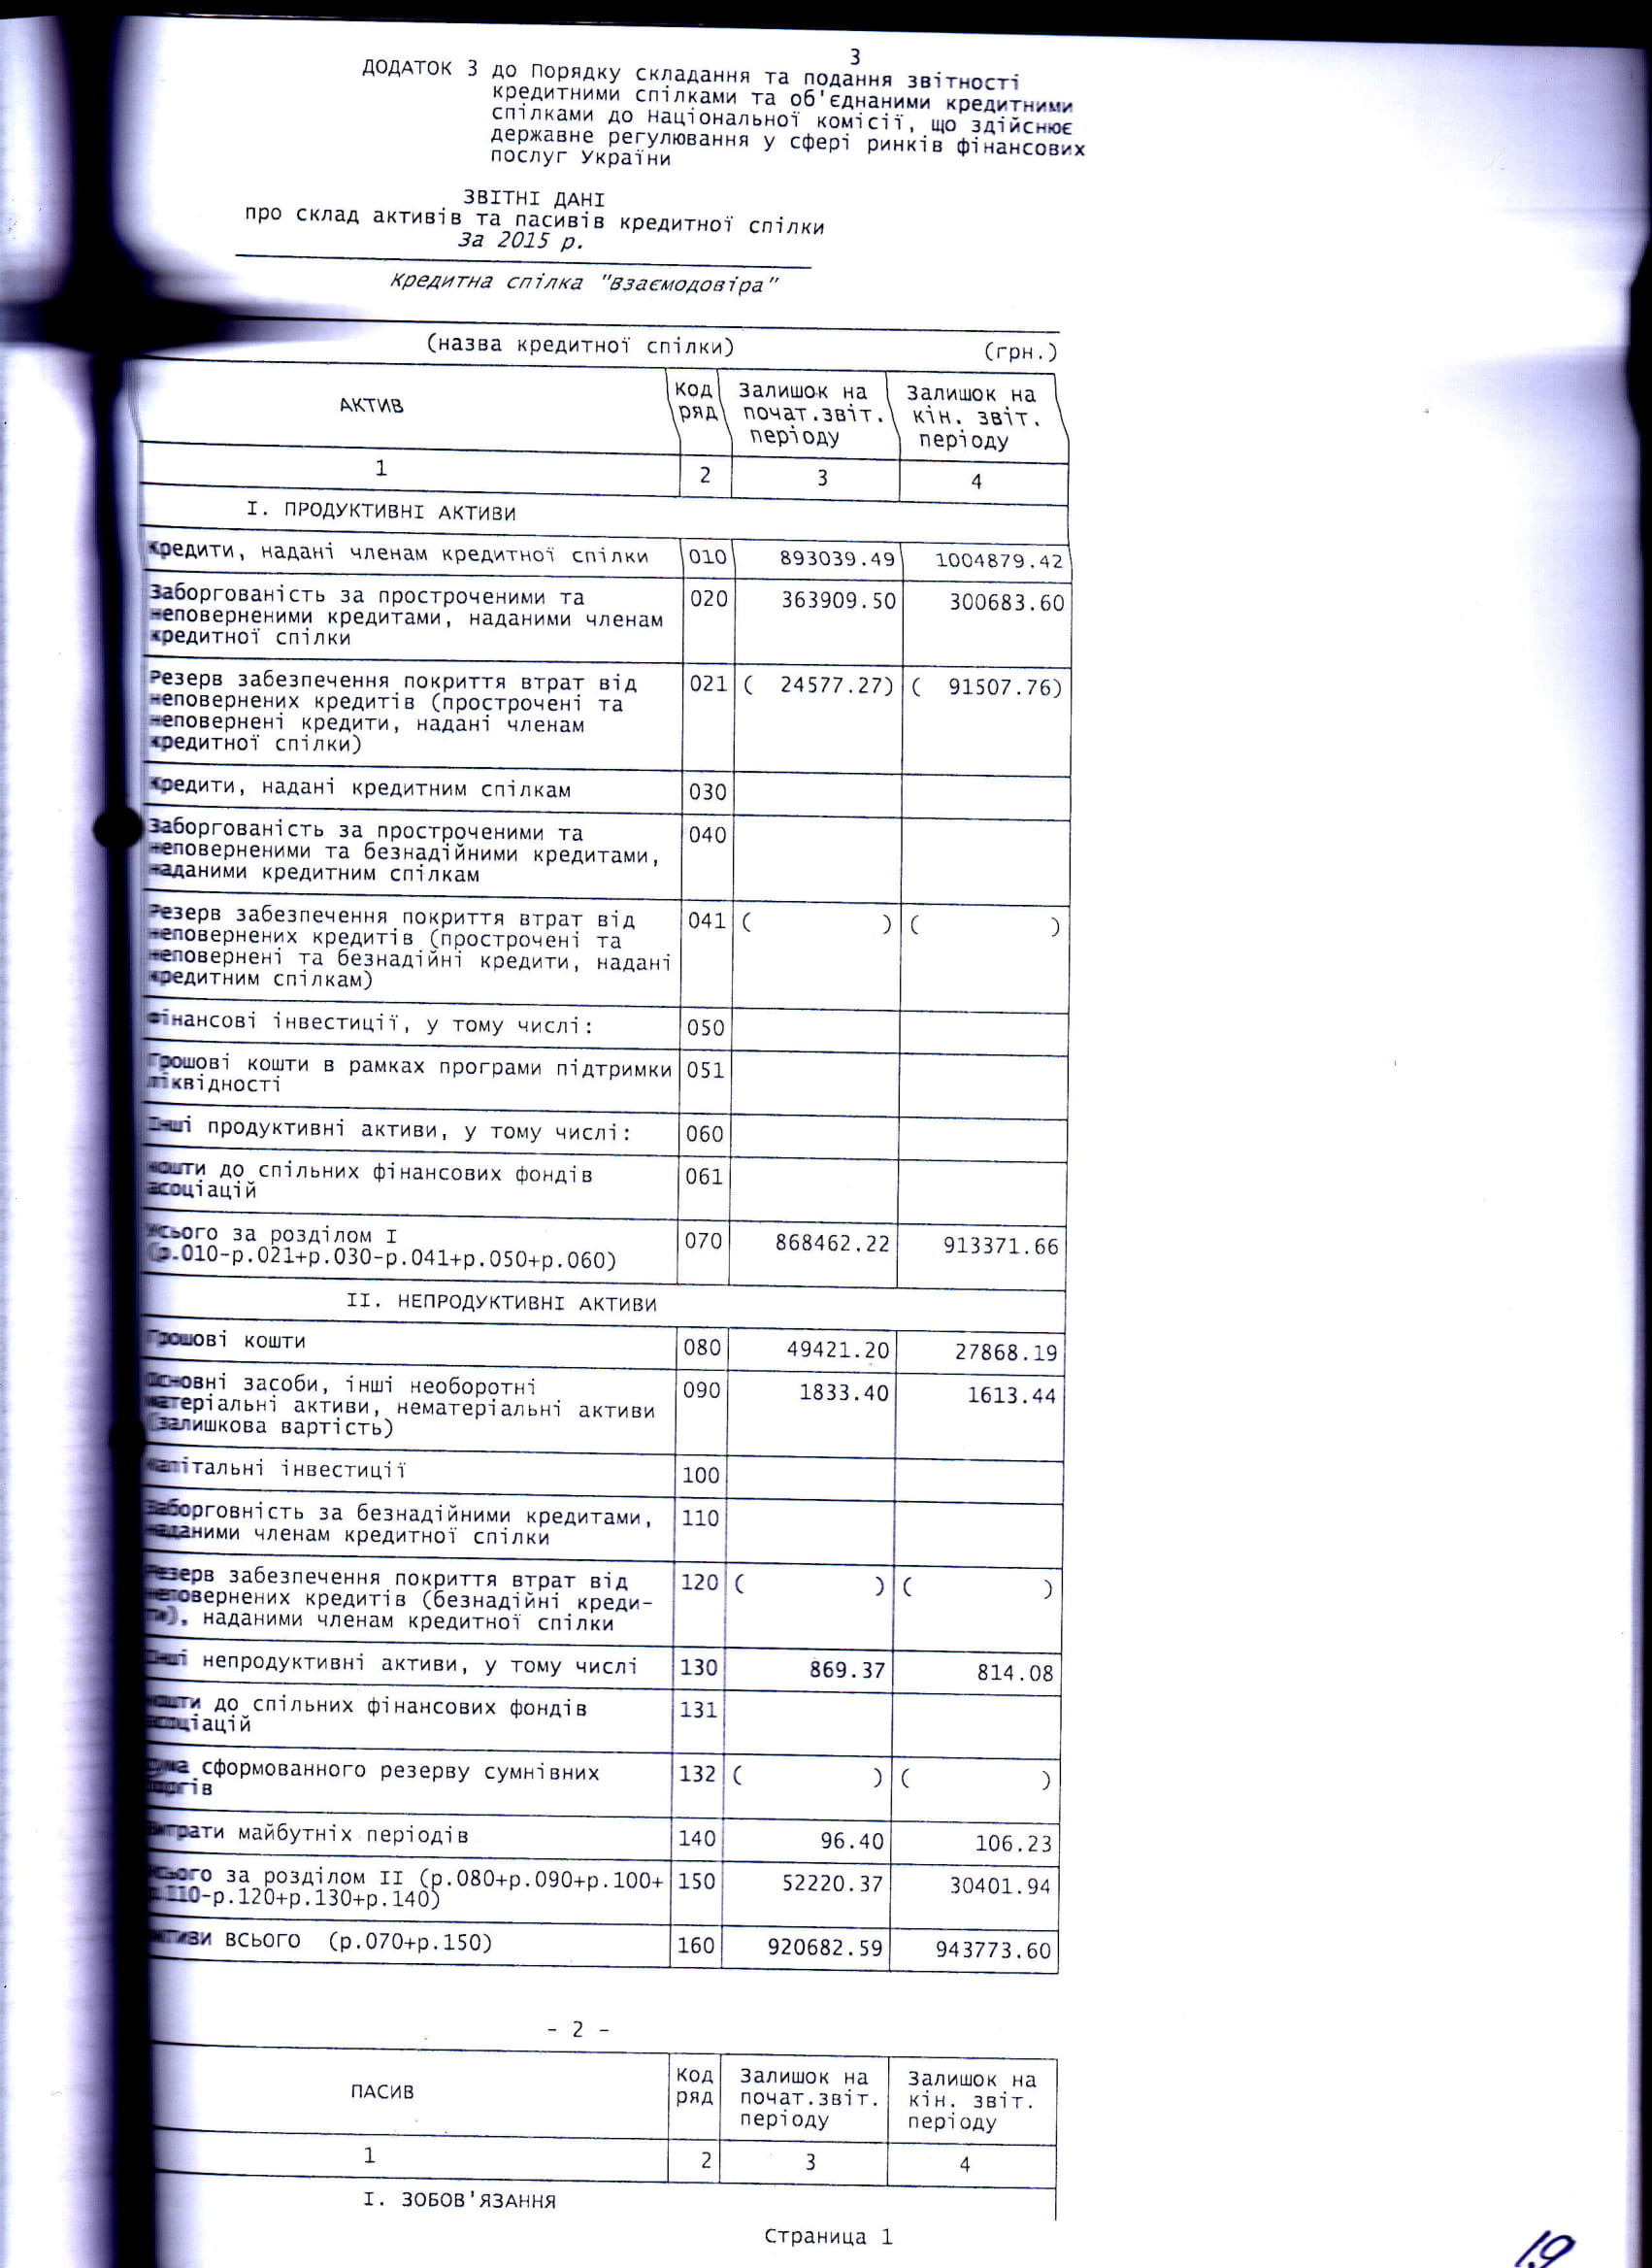 3
ДОДАТОК 3 до Порядку складання та подання звітності
кредитними спілками та об'єднаними кредитними
спілками до Національної комісії, що здійснює
державне регулювання у сфері ринків фінансових
послуг України
ЗВІТНІ ДАНІ
про склад активів та пасивів кредитної спілки
За 2015 р.
Кредитна спілка "Взаємодовіра"
(назва кредитної спілки) (грн.)
АКТИВ Код Залишок на Залишок на
ряд почат.звіт. кін. звіт.
періоду періоду
1 2 3 4
I. ПРОДУКТИВНІ АКТИВИ
Кредити, надані членам кредитної спілки 010 893039.49 1004879.42
Заборгованість за простроченими та 020 363909.50 300683.60
неповерненими кредитами, наданими членам
кредитної спілки
Резерв забезпечення покриття втрат від 021 ( 24577.27) ( 91507.76)
неповернених кредитів (прострочені та
неповернені кредити, надані членам
кредитної спілки)
Кредити, надані кредитним спілкам 030
Заборгованість за простроченими та 040
неповерненими та безнадійними кредитами,
наданими кредитним спілкам
Резерв забезпечення покриття втрат від 041 ( ) ( )
неповернених кредитів (прострочені та
неповернені та безнадійні кредити, надані
кредитним спілкам)
Фінансові інвестиції, у тому числі: 050
Грошові кошти в рамках програми підтримки 051
ліквідності
Інші продуктивні активи, у тому числі: 060
кошти до спільних фінансових фондів 061
асоціацій
Усього за розділом I 070 868462.22 913371.66
(р.010-р.021+р.030-р.041+р.050+р.060)
II. НЕПРОДУКТИВНІ АКТИВИ
Грошові кошти 080 49421.20 27868.19
Основні засоби, інші необоротні 090 1833.40 1613.44
матеріальні активи, нематеріальні активи
(залишкова вартість)
Капітальні інвестиції 100
Заборговність за безнадійними кредитами, 110
наданими членам кредитної спілки
Резерв забезпечення покриття втрат від 120 ( ) ( )
неповернених кредитів (безнадійні креди-
ти), наданими членам кредитної спілки
Інші непродуктивні активи, у тому числі 130 869.37 814.08
кошти до спільних фінансових фондів 131
асоціацій
сума сформованного резерву сумнівних 132 ( ) ( )
боргів
Витрати майбутніх періодів 140 96.40 106.23
Усього за розділом II (р.080+р.090+р.100+ 150 52220.37 30401.94
р.110-р.120+р.130+р.140)
Активи всього (р.070+р.150) 160 920682.59 943773.60
- 2 -
ПАСИВ Код Залишок на Залишок на
ряд почат.звіт. кін. звіт.
періоду періоду
1 2 3 4
I. ЗОБОВ'ЯЗАННЯ
Страница 1
19